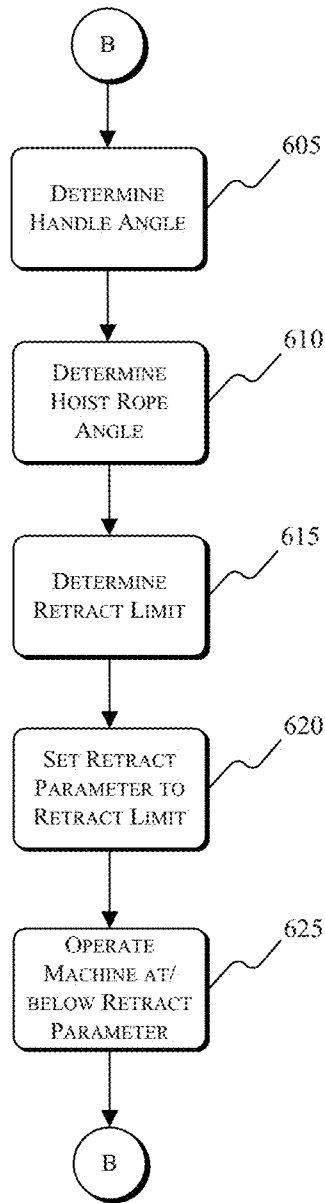 B
605
DETERMINE
HANDLE ANGLE
610
DETERMINE
HOIST ROPE
ANGLE
615
DETERMINE
RETRACT LIMIT
620
SET RETRACT
PARAMETER TO
RETRACT LIMIT
625
OPERATE
MACHINE AT/
BELOW RETRACT
PARAMETER
B